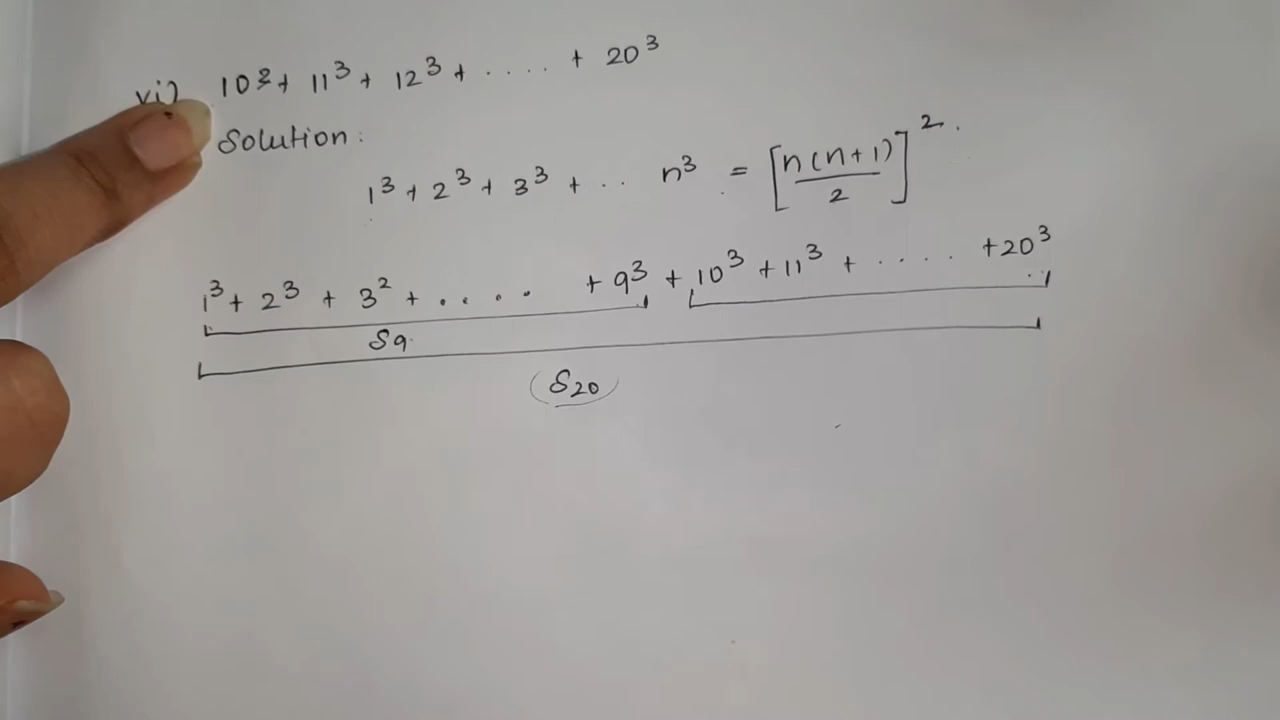 vi) 10³ + 11³ + 12³ + ..... + 20³
Solution:
1³ + 2³ + 3³ + ... n³ = [n(n+1)/2]².
1³ + 2³ + 3² + ..... + 9³ + 10³ + 11³ + ..... + 20³
S9.
(S20)